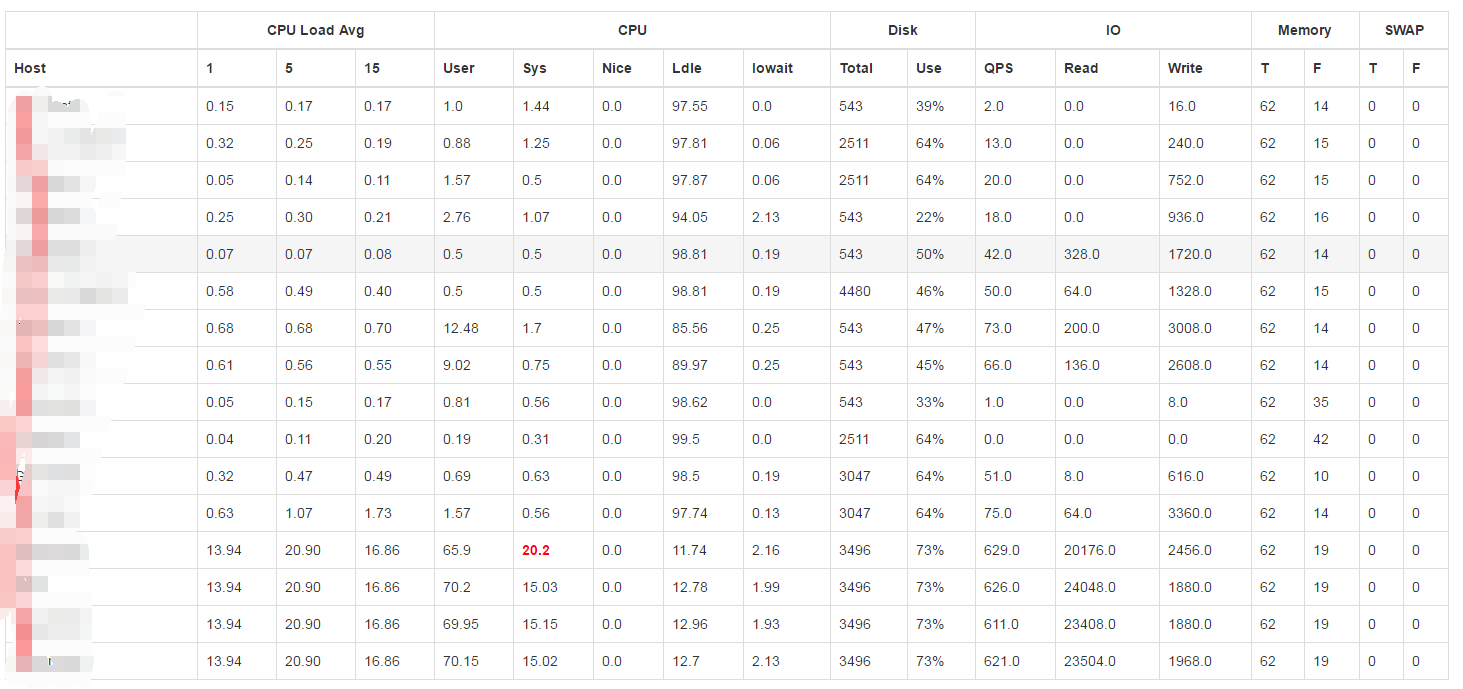 CPU Load Avg CPU Disk IO Memory SWAP
Host 1 5 15 User Sys Nice Ldle Iowait Total Use QPS Read Write T F T F
0.15 0.17 0.17 1.0 1.44 0.0 97.55 0.0 543 39% 2.0 0.0 16.0 62 14 0 0
0.32 0.25 0.19 0.88 1.25 0.0 97.81 0.06 2511 64% 13.0 0.0 240.0 62 15 0 0
0.05 0.14 0.11 1.57 0.5 0.0 97.87 0.06 2511 64% 20.0 0.0 752.0 62 15 0 0
0.25 0.30 0.21 2.76 1.07 0.0 94.05 2.13 543 22% 18.0 0.0 936.0 62 16 0 0
0.07 0.07 0.08 0.5 0.5 0.0 98.81 0.19 543 50% 42.0 328.0 1720.0 62 14 0 0
0.58 0.49 0.40 0.5 0.5 0.0 98.81 0.19 4480 46% 50.0 64.0 1328.0 62 15 0 0
0.68 0.68 0.70 12.48 1.7 0.0 85.56 0.25 543 47% 73.0 200.0 3008.0 62 14 0 0
0.61 0.56 0.55 9.02 0.75 0.0 89.97 0.25 543 45% 66.0 136.0 2608.0 62 14 0 0
0.05 0.15 0.17 0.81 0.56 0.0 98.62 0.0 543 33% 1.0 0.0 8.0 62 35 0 0
0.04 0.11 0.20 0.19 0.31 0.0 99.5 0.0 2511 64% 0.0 0.0 0.0 62 42 0 0
0.32 0.47 0.49 0.69 0.63 0.0 98.5 0.19 3047 64% 51.0 8.0 616.0 62 10 0 0
0.63 1.07 1.73 1.57 0.56 0.0 97.74 0.13 3047 64% 75.0 64.0 3360.0 62 14 0 0
13.94 20.90 16.86 65.9 20.2 0.0 11.74 2.16 3496 73% 629.0 20176.0 2456.0 62 19 0 0
13.94 20.90 16.86 70.2 15.03 0.0 12.78 1.99 3496 73% 626.0 24048.0 1880.0 62 19 0 0
13.94 20.90 16.86 69.95 15.15 0.0 12.96 1.93 3496 73% 611.0 23408.0 1880.0 62 19 0 0
13.94 20.90 16.86 70.15 15.02 0.0 12.7 2.13 3496 73% 621.0 23504.0 1968.0 62 19 0 0